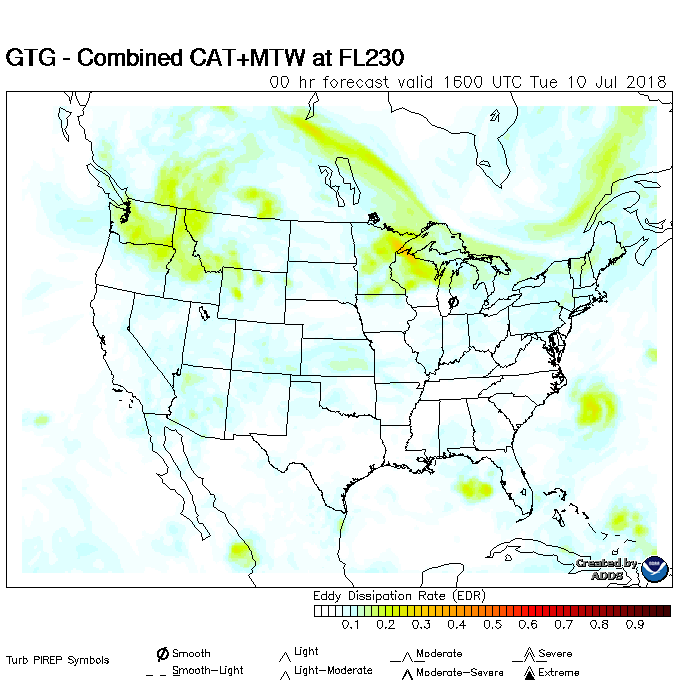 GTG - Combined CAT+MTW at FL230
00 hr forecast valid 1600 UTC Tue 10 Jul 2018
Created by
ADDS
Eddy Dissipation Rate (EDR)
0.1 0.2 0.3 0.4 0.5 0.6 0.7 0.8 0.9
Turb PIREP Symbols
Smooth Light Moderate Severe
Smooth-Light Light-Moderate Moderate-Severe Extreme